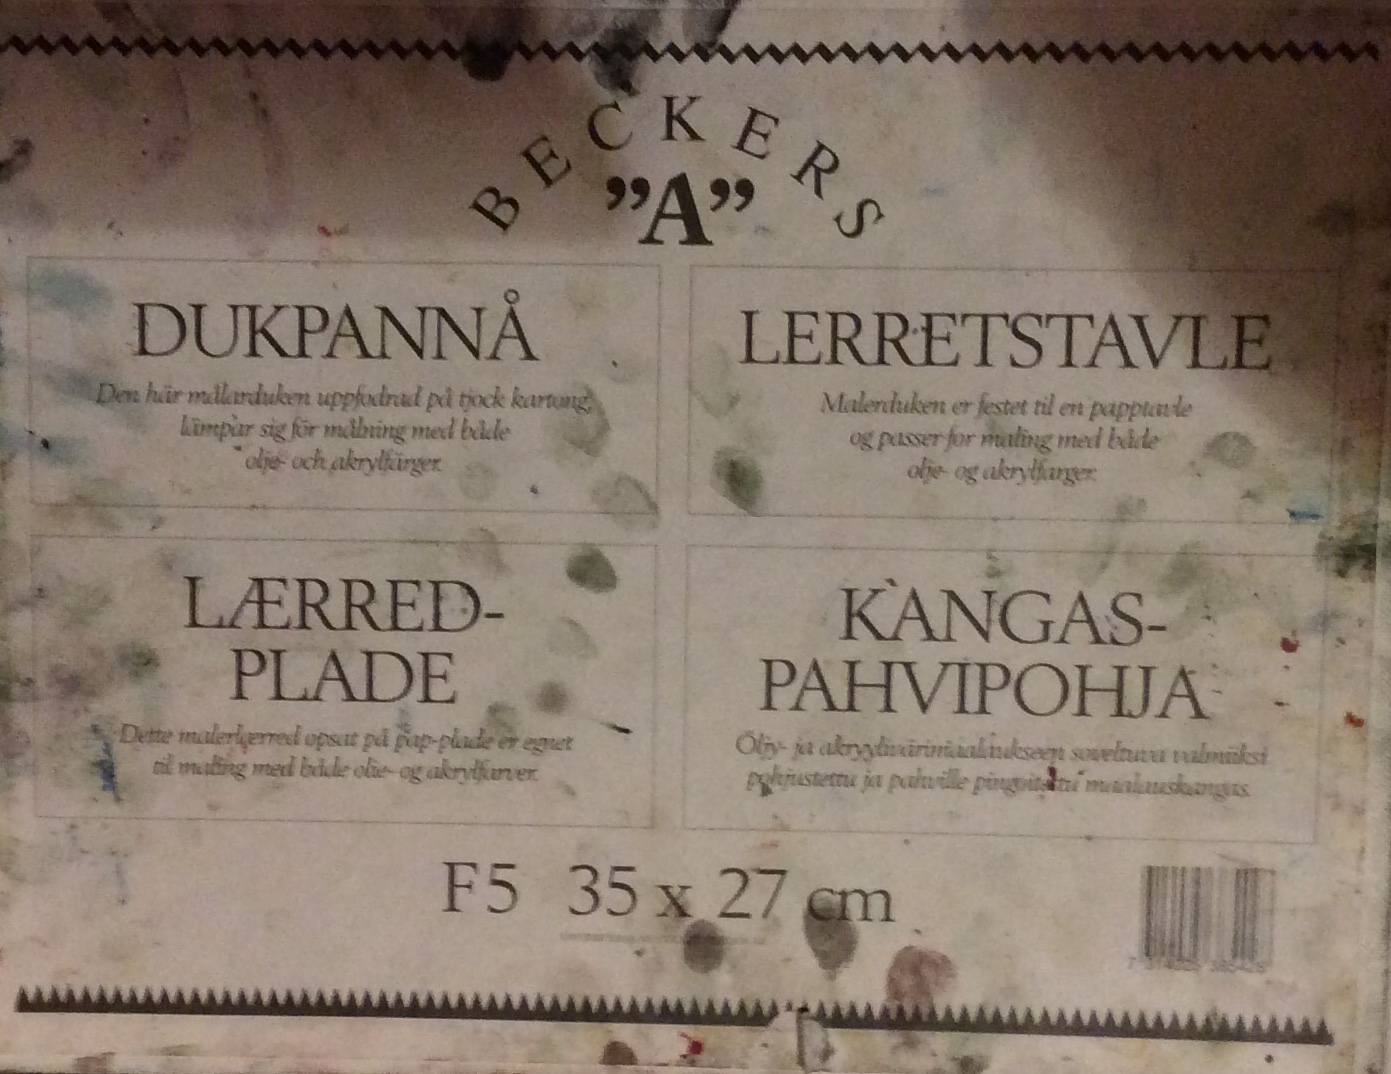 BECKERS
”A”
DUKPANNÅ
Den här målarduken uppfodrad på tjock kartong,
lämpar sig för målning med både
olje- och akrylfärger.
LERRETSTAVLE
Malerduken er festet til en papptavle
og passer for maling med både
olje- og akrylfarger.
LÆRRED-
PLADE
Dette malerlærred opsat på pap-plade er egnet
til maling med både olie- og akrylfarver.
KANGAS-
PAHVIPOHJA
Öljy- ja akryylivärimaalaukseen soveltuva valmiiksi
pohjustettu ja pahville pingoitettu maalauskangas.
F5 35 x 27 cm